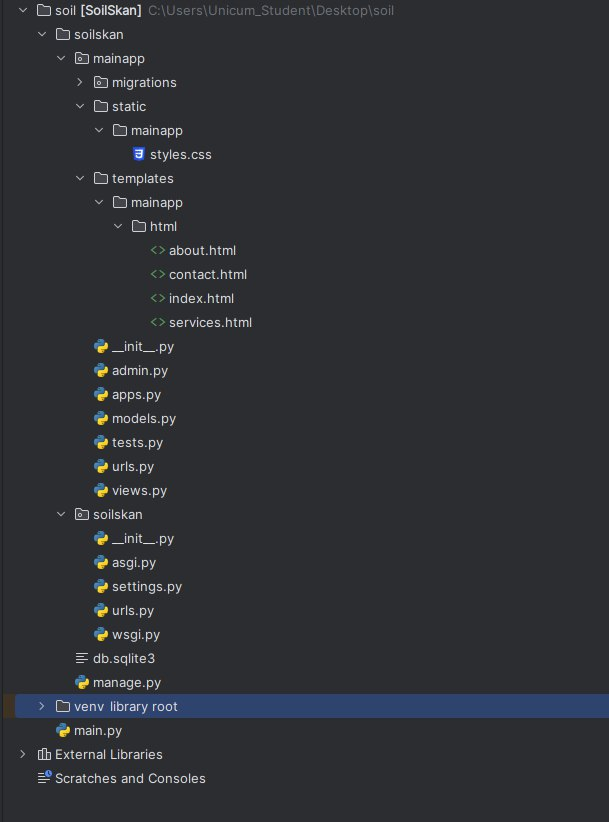 soil [SoilSkan] C:\Users\Unicum_Student\Desktop\soil
soilskan
mainapp
migrations
static
mainapp
styles.css
templates
mainapp
html
about.html
contact.html
index.html
services.html
__init__.py
admin.py
apps.py
models.py
tests.py
urls.py
views.py
soilskan
__init__.py
asgi.py
settings.py
urls.py
wsgi.py
db.sqlite3
manage.py
venv library root
main.py
External Libraries
Scratches and Consoles